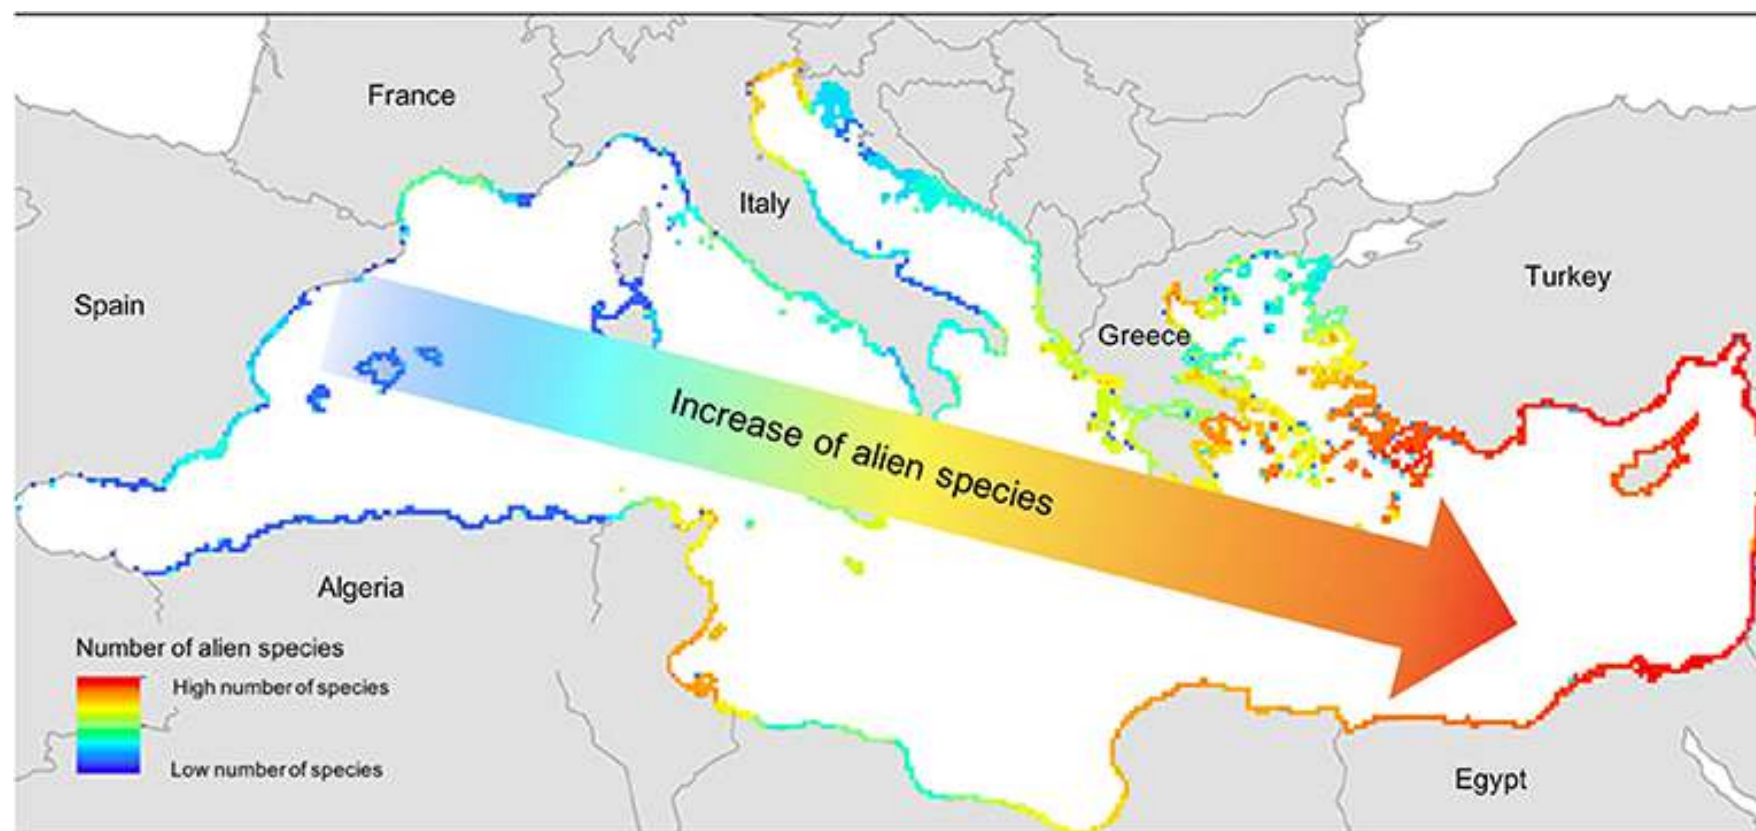 France
Italy
Spain
Turkey
Greece
Increase of alien species
Algeria
Number of alien species
High number of species
Low number of species
Egypt